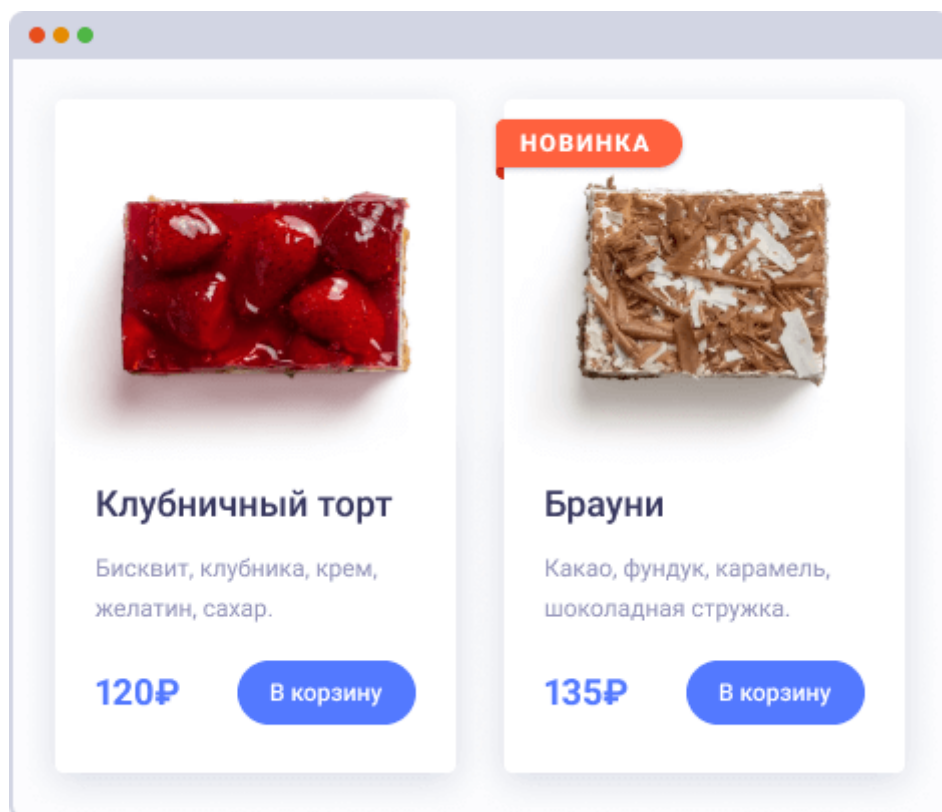 Клубничный торт
Бисквит, клубника, крем,
желатин, сахар.
120₽
В корзину
НОВИНКА
Брауни
Какао, фундук, карамель,
шоколадная стружка.
135₽
В корзину